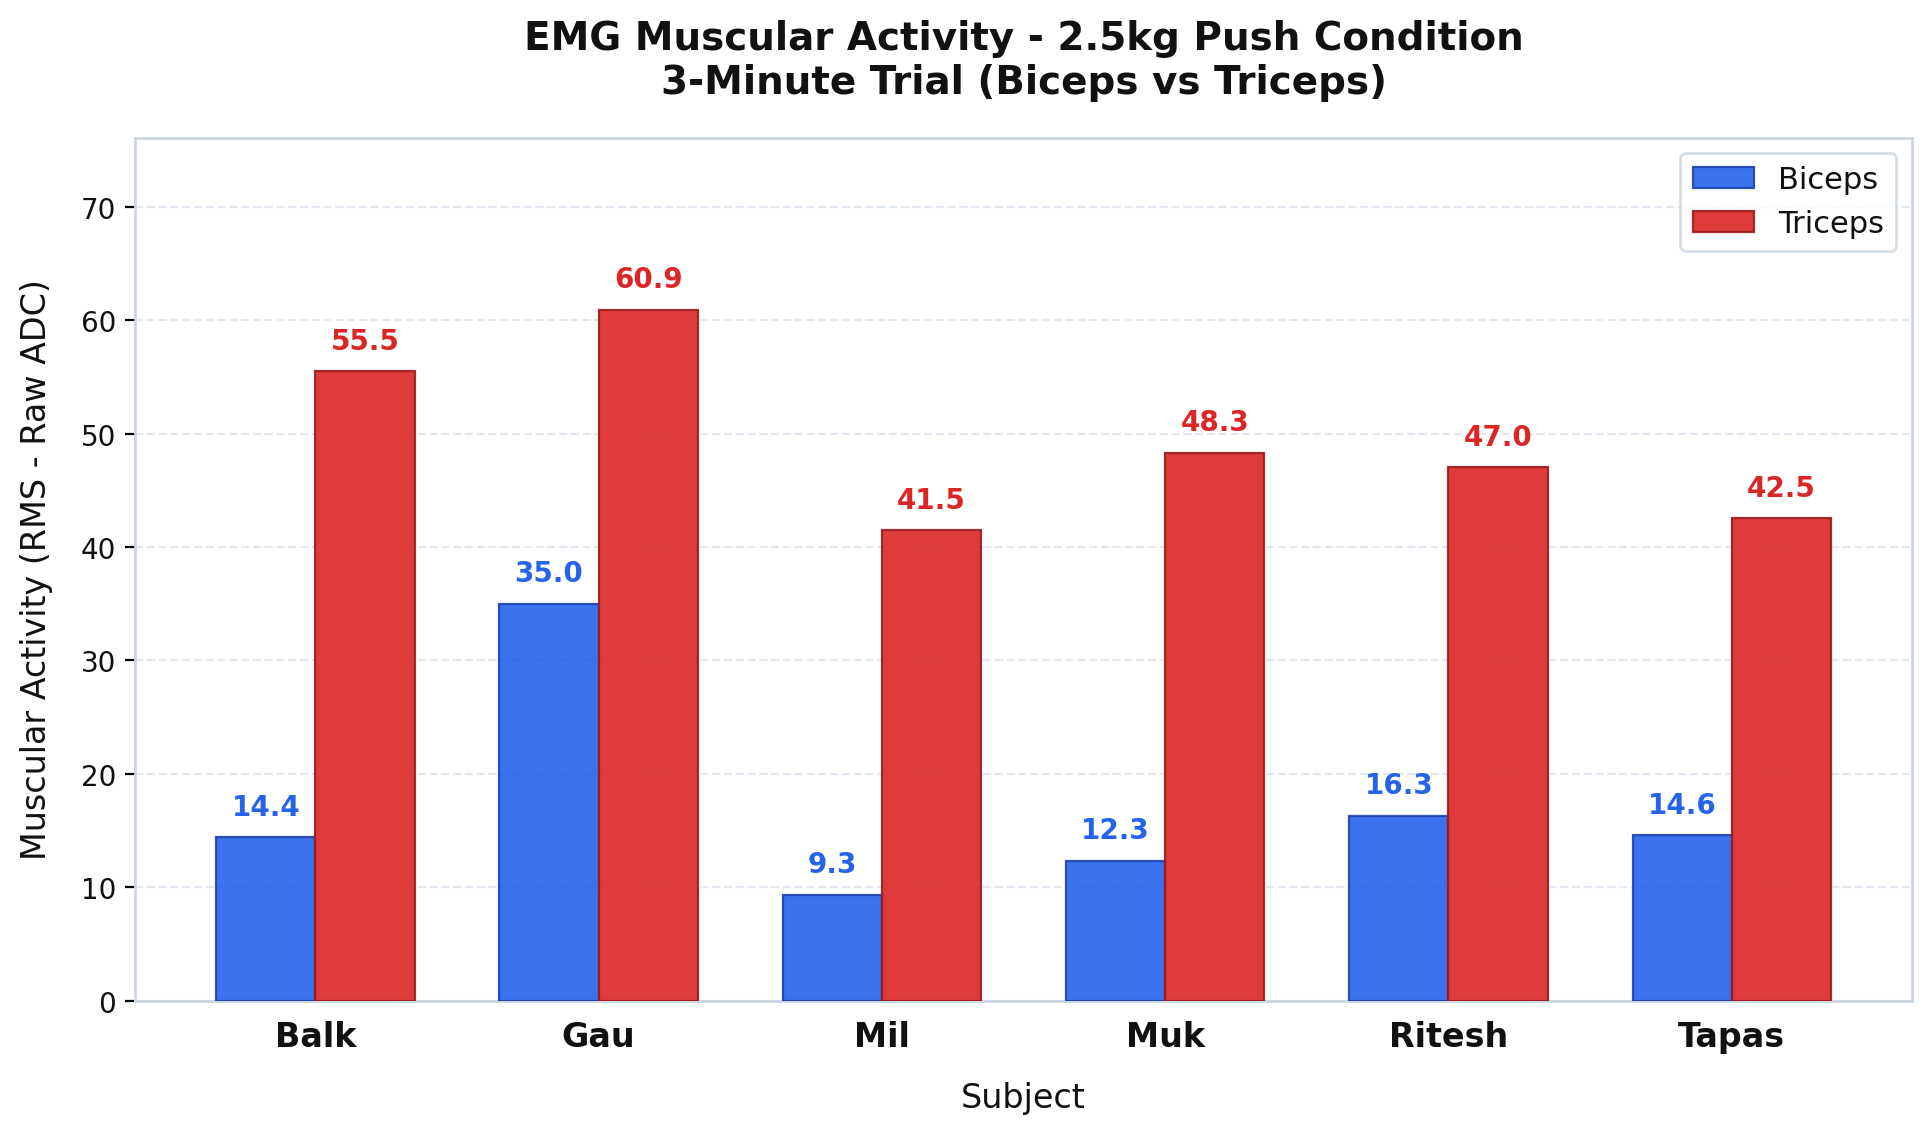 EMG Muscular Activity - 2.5kg Push Condition
3-Minute Trial (Biceps vs Triceps)
Biceps
Triceps
Muscular Activity (RMS - Raw ADC)
70
60
50
40
30
20
10
0
14.4
55.5
35.0
60.9
9.3
41.5
12.3
48.3
16.3
47.0
14.6
42.5
Balk
Gau
Mil
Muk
Ritesh
Tapas
Subject